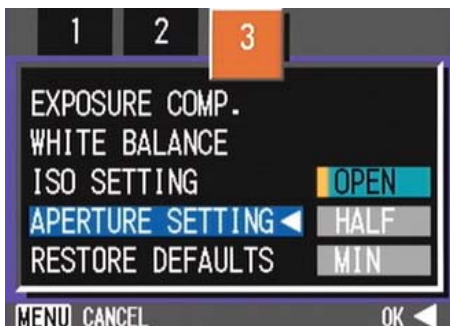 1 2 3
EXPOSURE COMP.
WHITE BALANCE
ISO SETTING OPEN
APERTURE SETTING HALF
RESTORE DEFAULTS MIN
MENU CANCEL OK